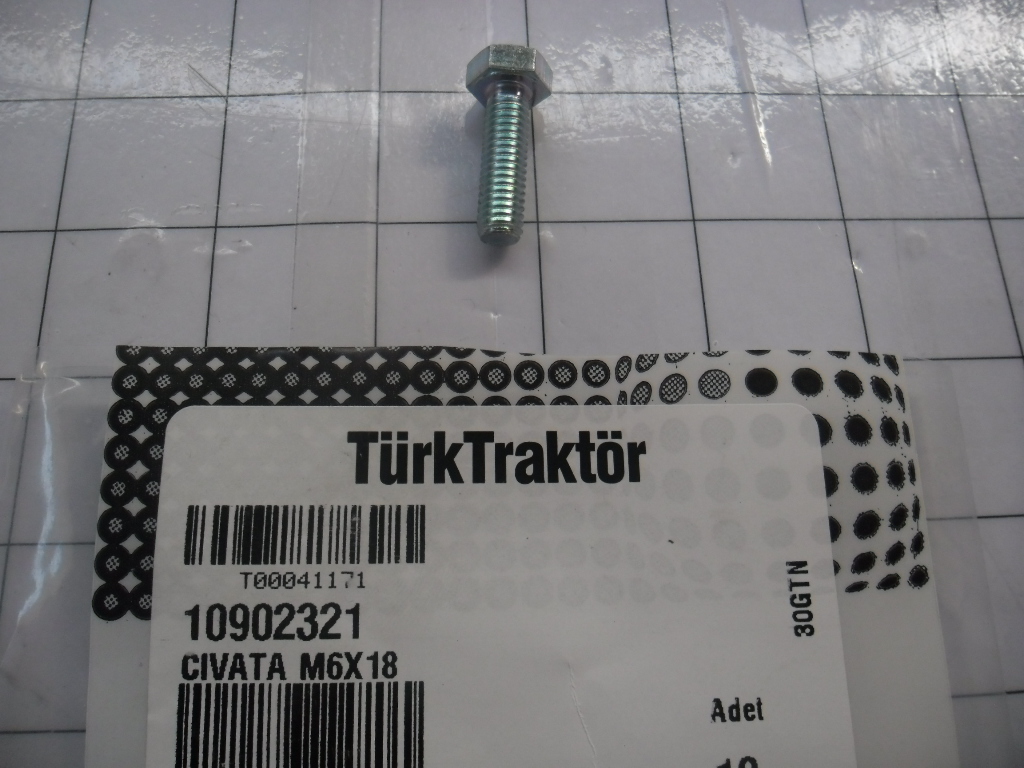 TürkTraktör
T00041171
10902321
CIVATA M6X18
30GTN
Adet